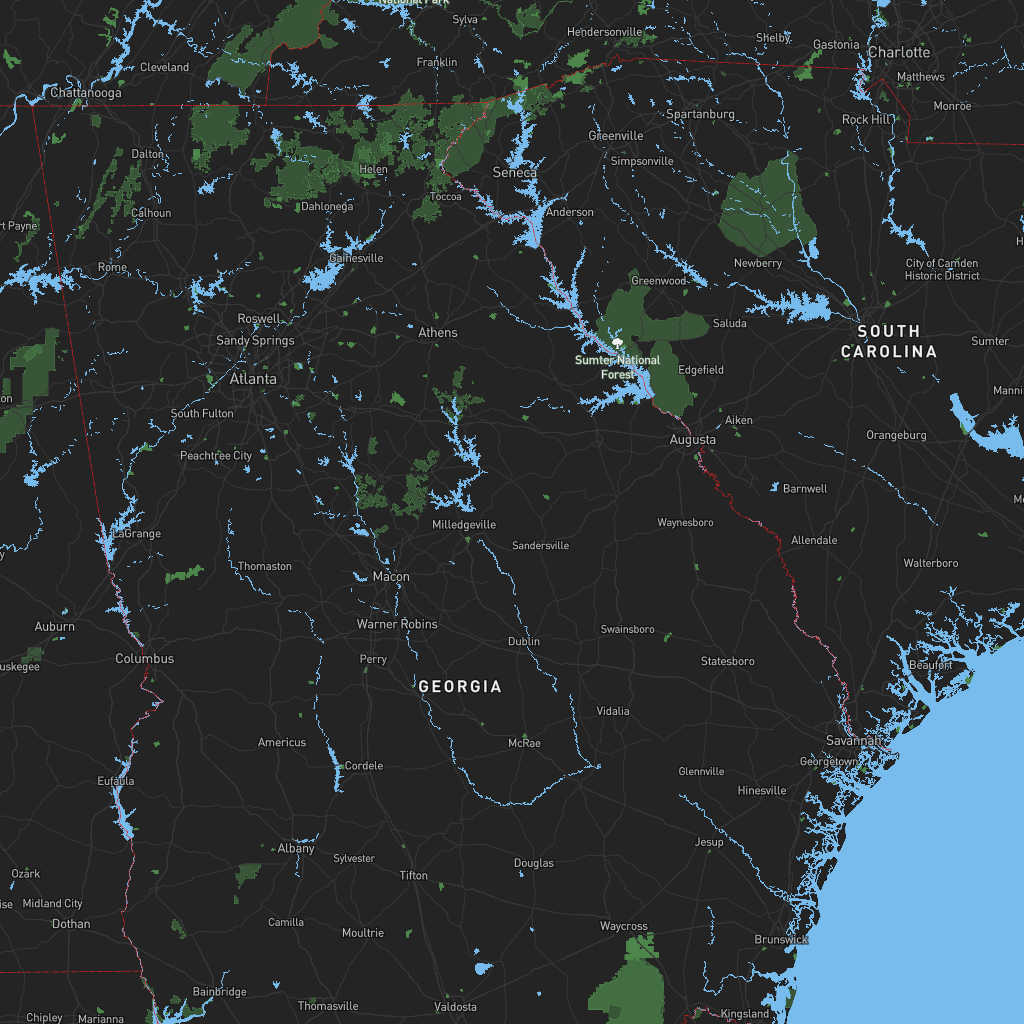 National Park
Sylva
Hendersonville
Shelby
Gastonia
Charlotte
Cleveland
Franklin
Matthews
Chattanooga
Monroe
Spartanburg
Rock Hill
Greenville
Dalton
Simpsonville
Helen
Seneca
Toccoa
Dahlonega
Calhoun
Anderson
Payne
Gainesville
Rome
Newberry
City of Camden
Historic District
Greenwood
Roswell
Athens
Saluda
SOUTH
CAROLINA
Sandy Springs
Sumter
Sumter National
Forest
Edgefield
Atlanta
South Fulton
Aiken
Augusta
Orangeburg
Peachtree City
Barnwell
Milledgeville
Waynesboro
LaGrange
Sandersville
Allendale
Thomaston
Walterboro
Macon
Auburn
Warner Robins
Swainsboro
Dublin
Columbus
Perry
Statesboro
Beaufort
GEORGIA
Vidalia
Americus
McRae
Savannah
Georgetown
Cordele
Glennville
Eufaula
Hinesville
Albany
Jesup
Sylvester
Douglas
Ozark
Tifton
Midland City
Dothan
Camilla
Moultrie
Waycross
Brunswick
Bainbridge
Thomasville
Valdosta
Chipley
Marianna
Kingsland